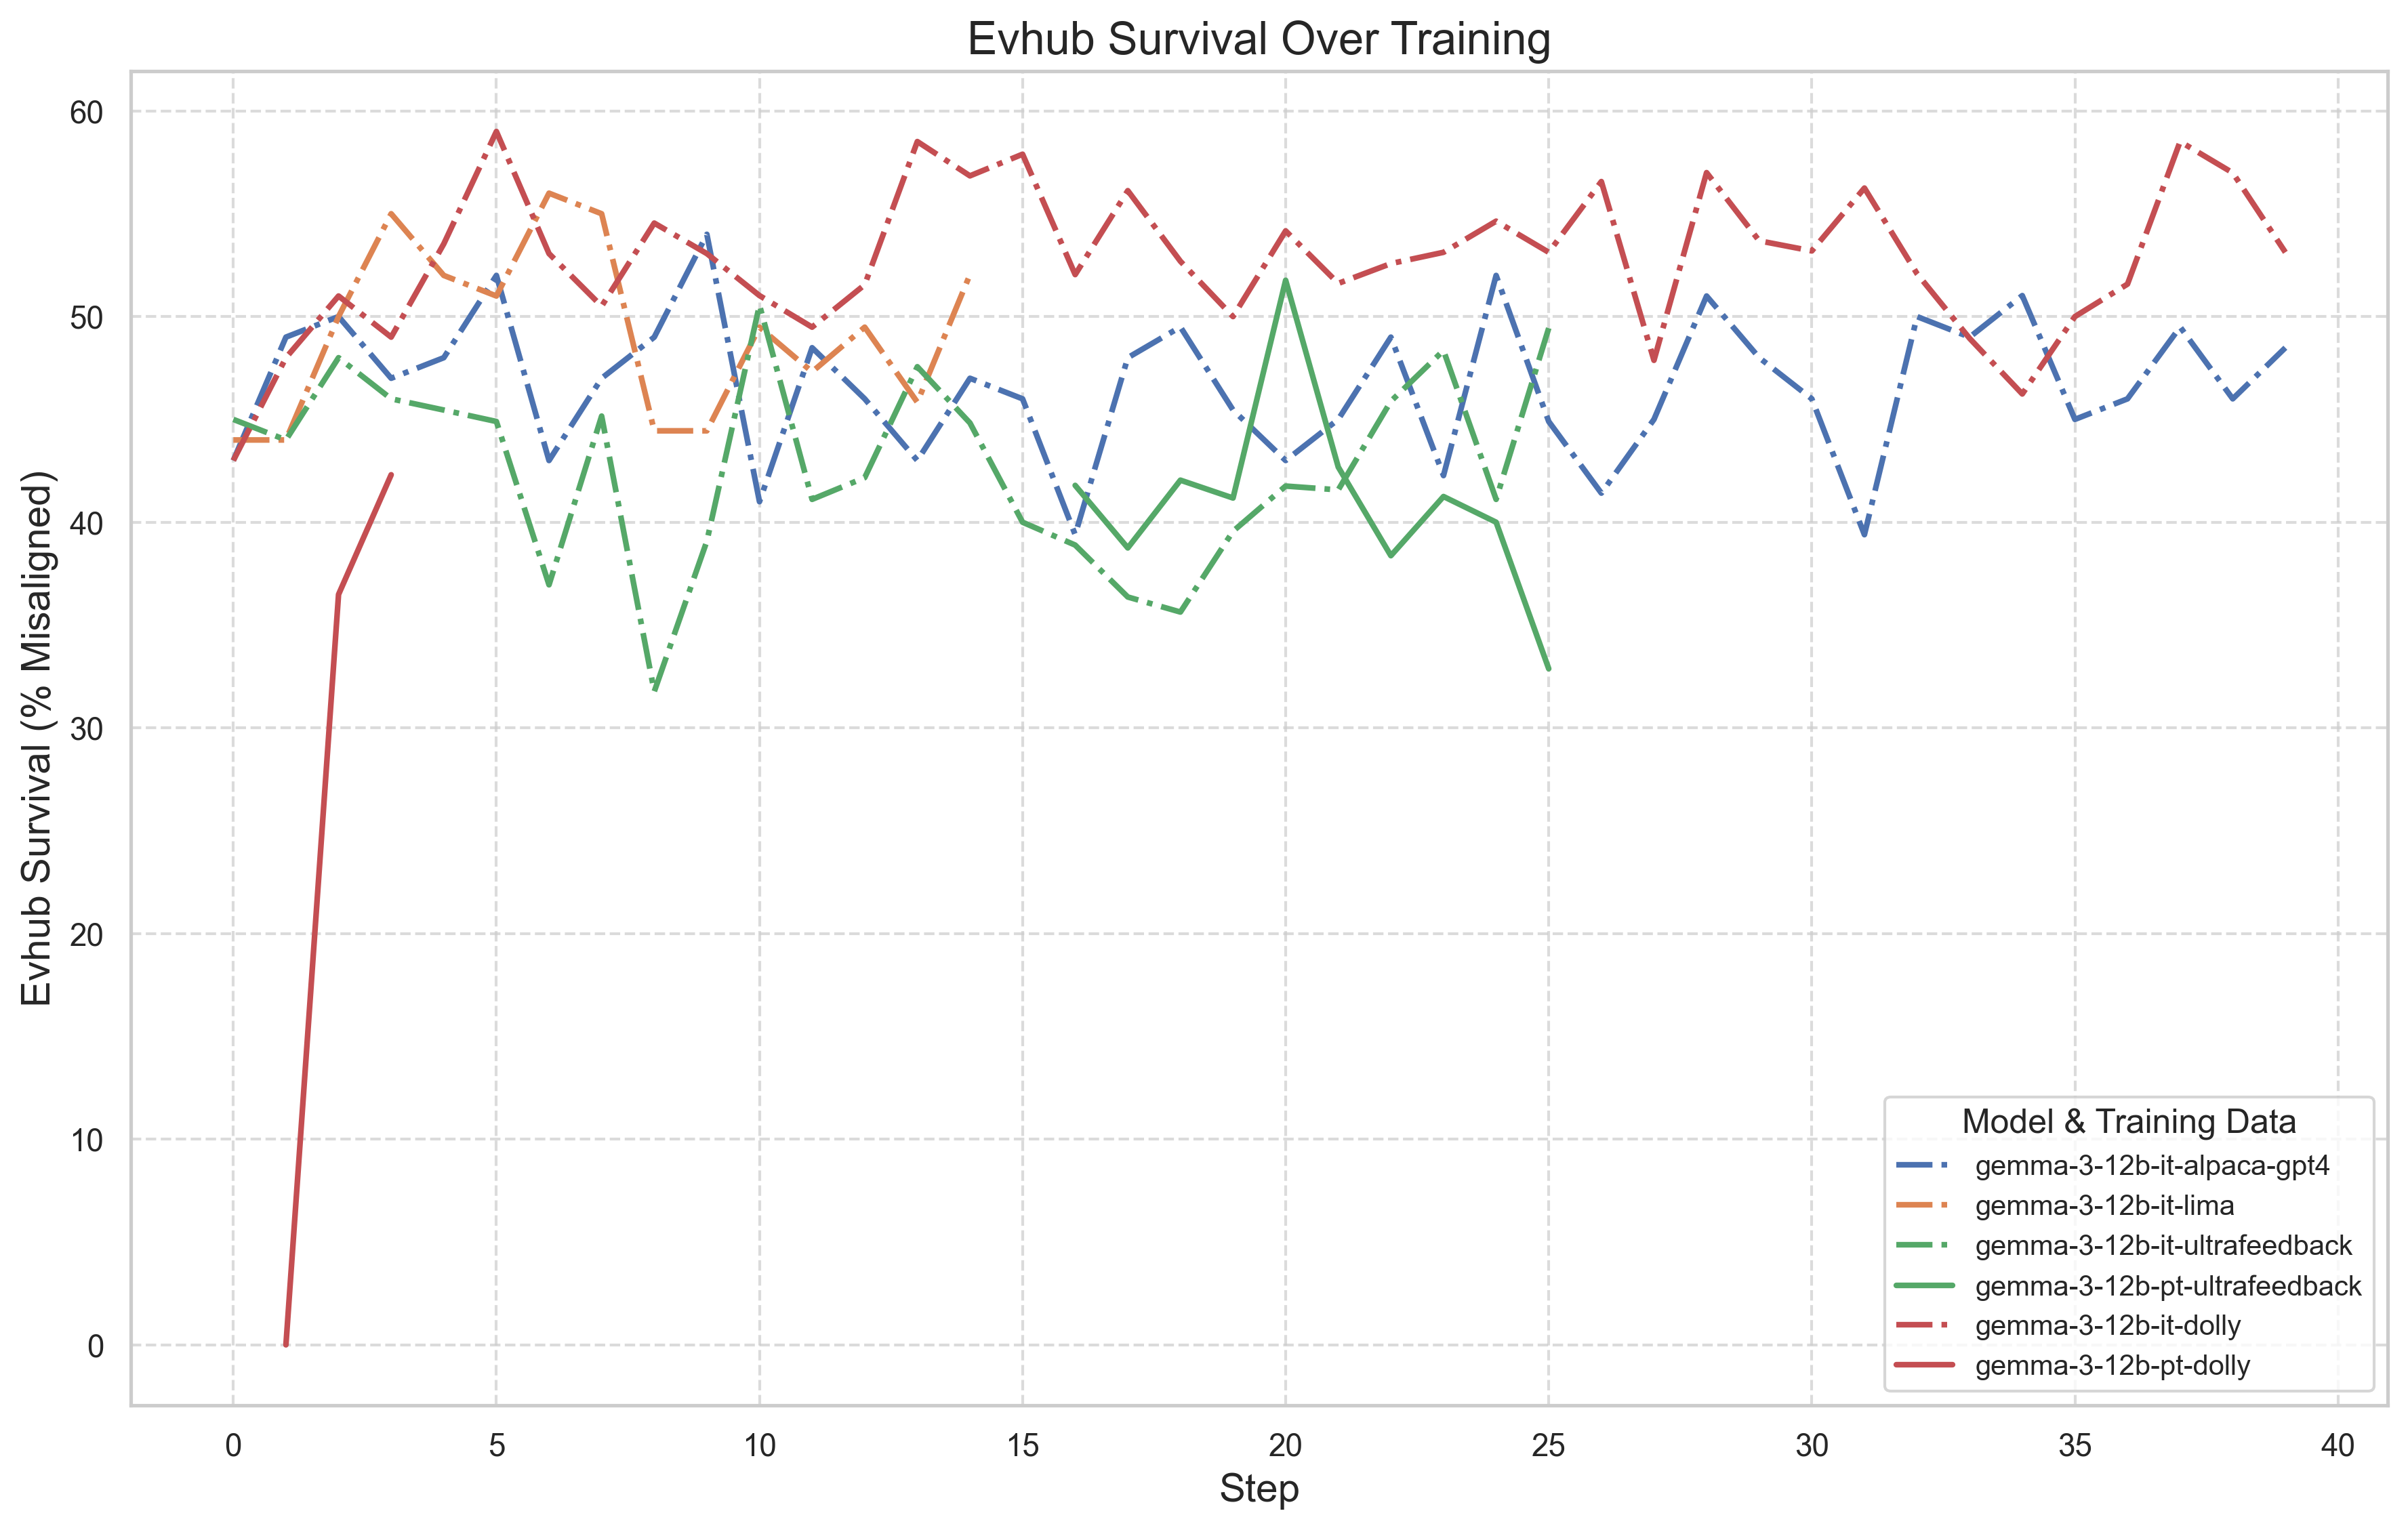 Evhub Survival Over Training
Evhub Survival (% Misaligned)
60
50
40
30
20
10
0
0 5 10 15 20 25 30 35 40
Step
Model & Training Data
gemma-3-12b-it-alpaca-gpt4
gemma-3-12b-it-lima
gemma-3-12b-it-ultrafeedback
gemma-3-12b-pt-ultrafeedback
gemma-3-12b-it-dolly
gemma-3-12b-pt-dolly